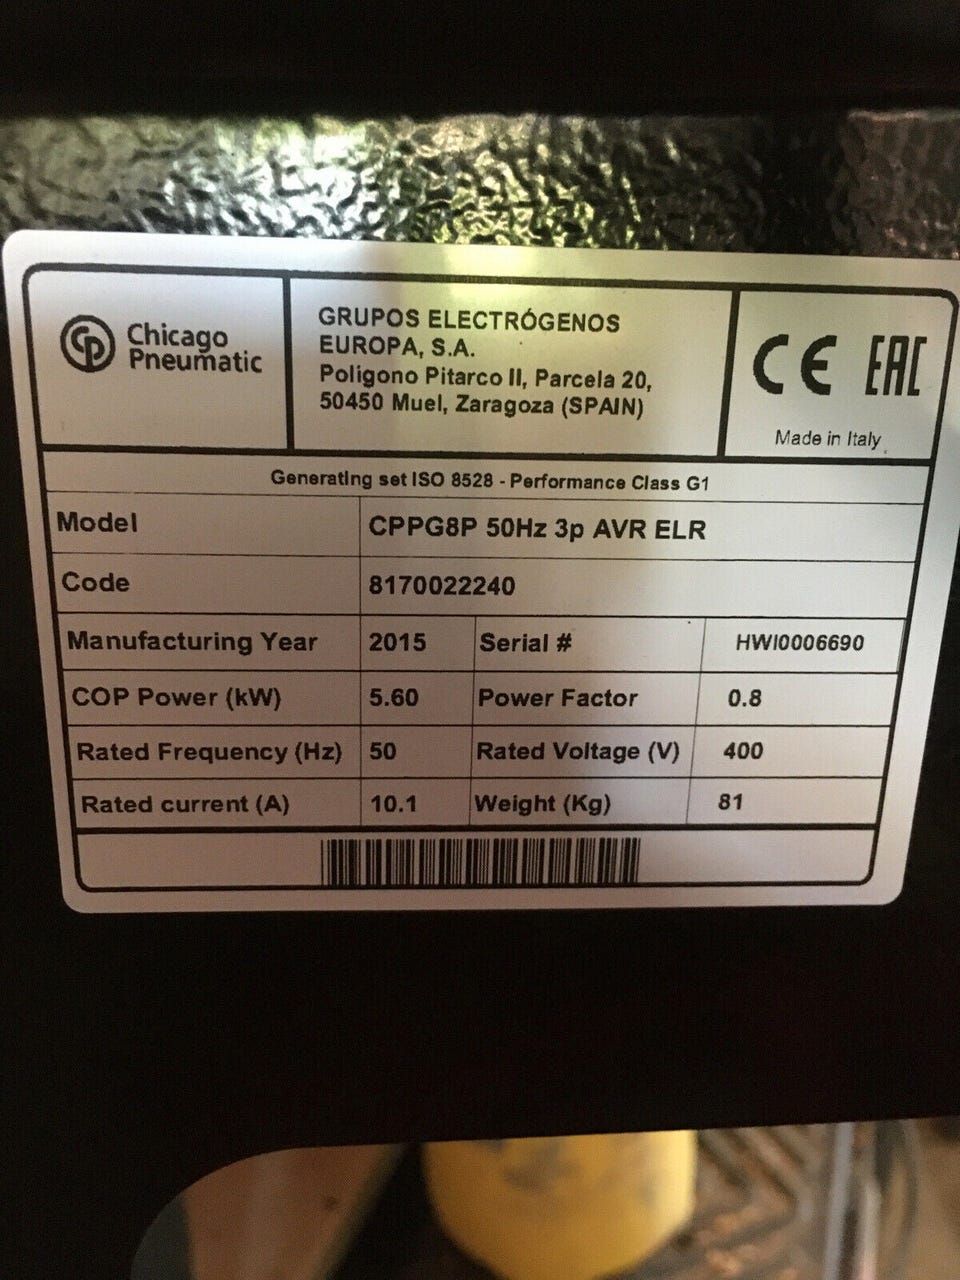 CP Chicago
Pneumatic
GRUPOS ELECTRÓGENOS
EUROPA, S.A.
Poligono Pitarco II, Parcela 20,
50450 Muel, Zaragoza (SPAIN)
CE EAC
Made in Italy
Generating set ISO 8528 - Performance Class G1
Model CPPG8P 50Hz 3p AVR ELR
Code 8170022240
Manufacturing Year 2015 Serial # HWI0006690
COP Power (kW) 5.60 Power Factor 0.8
Rated Frequency (Hz) 50 Rated Voltage (V) 400
Rated current (A) 10.1 Weight (Kg) 81